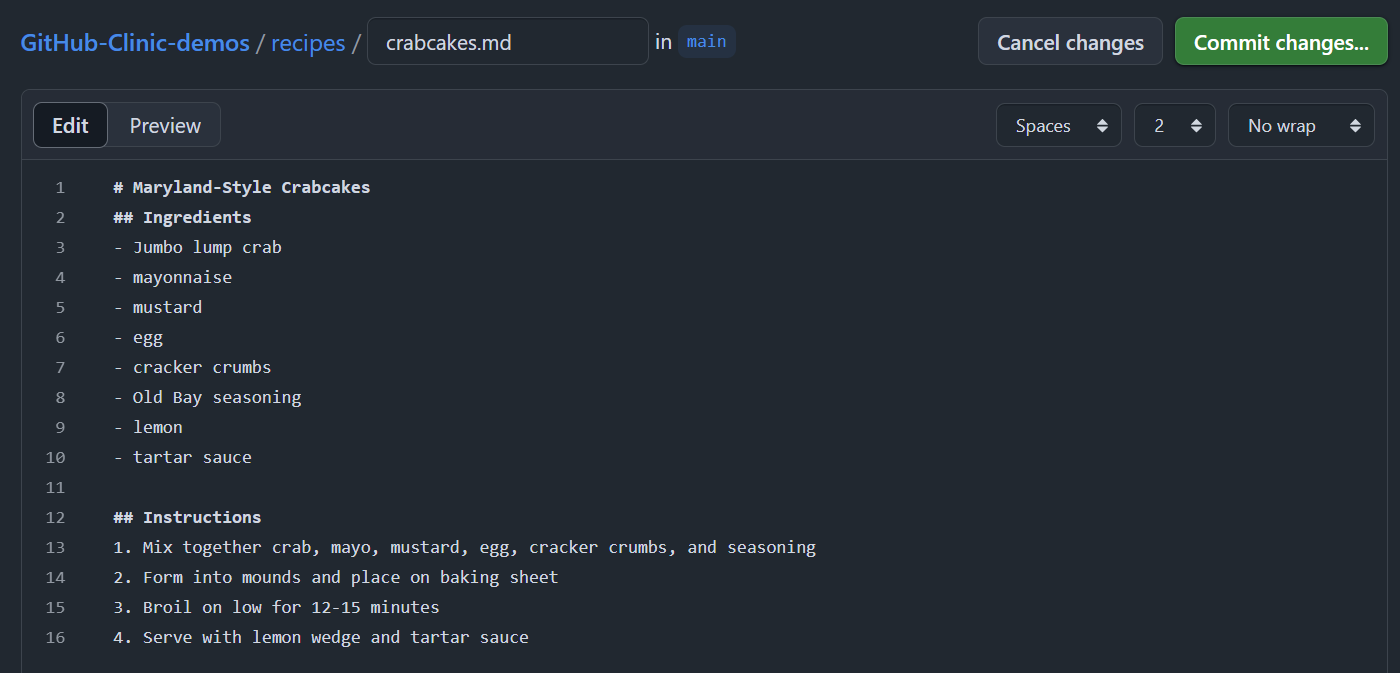 GitHub-Clinic-demos / recipes / crabcakes.md in main Cancel changes Commit changes...
Edit Preview Spaces 2 No wrap
1 # Maryland-Style Crabcakes
2 ## Ingredients
3 - Jumbo lump crab
4 - mayonnaise
5 - mustard
6 - egg
7 - cracker crumbs
8 - Old Bay seasoning
9 - lemon
10 - tartar sauce
11
12 ## Instructions
13 1. Mix together crab, mayo, mustard, egg, cracker crumbs, and seasoning
14 2. Form into mounds and place on baking sheet
15 3. Broil on low for 12-15 minutes
16 4. Serve with lemon wedge and tartar sauce